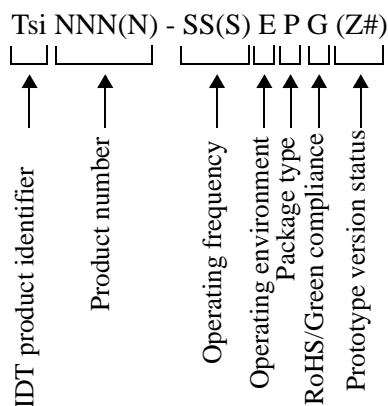 Tsi NNN(N) - SS(S) E P G (Z#)
IDT product identifier
Product number
Operating frequency
Operating environment
Package type
RoHS/Green compliance
Prototype version status